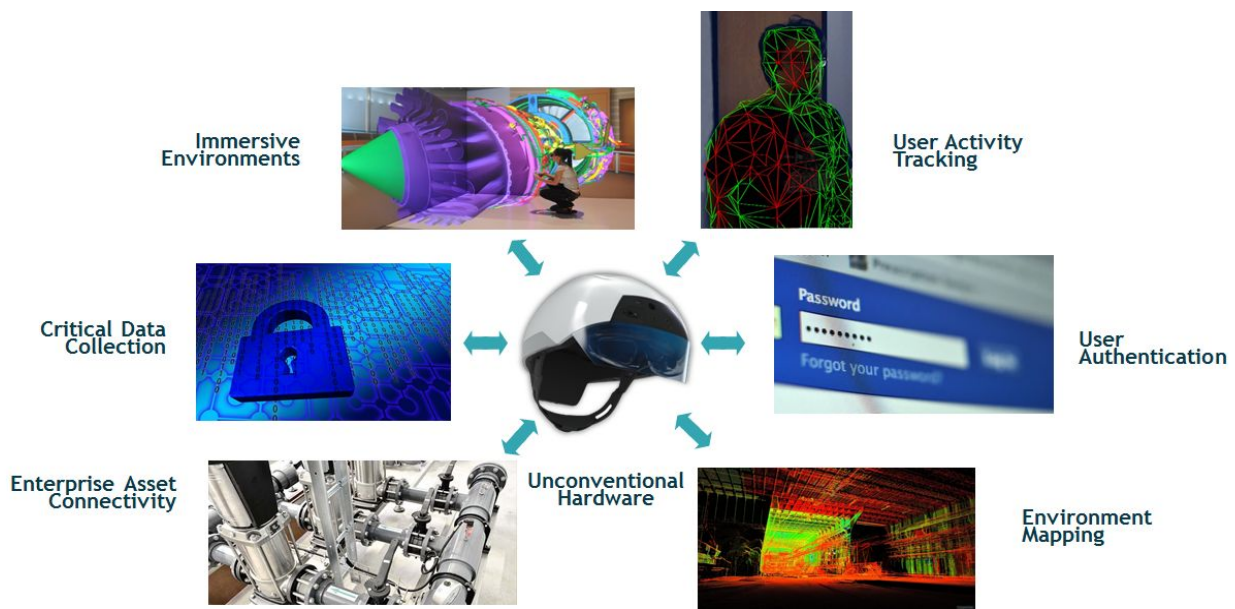 Immersive
Environments
User Activity
Tracking
Critical Data
Collection
Password
Forgot your password?
User
Authentication
Enterprise Asset
Connectivity
Unconventional
Hardware
Environment
Mapping